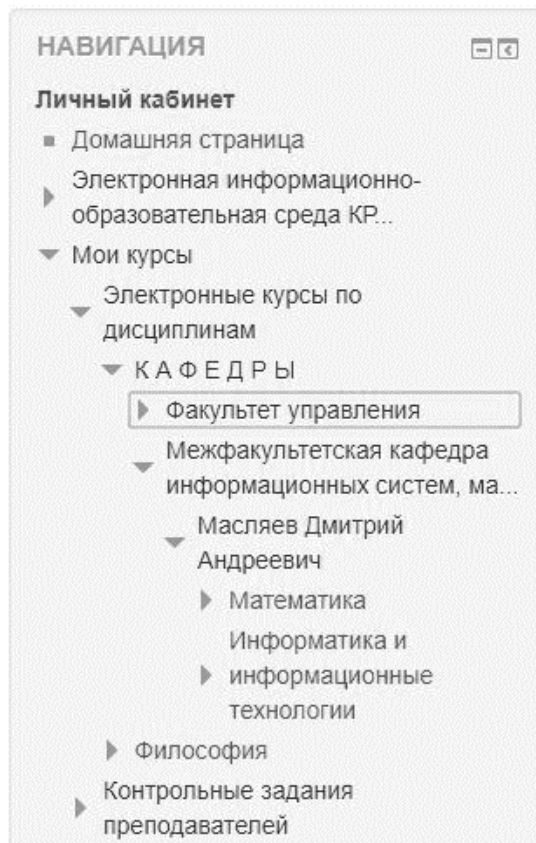 НАВИГАЦИЯ
Личный кабинет
Домашняя страница
Электронная информационно-
образовательная среда КР...
Мои курсы
Электронные курсы по
дисциплинам
К А Ф Е Д Р Ы
Факультет управления
Межфакультетская кафедра
информационных систем, ма...
Масляев Дмитрий
Андреевич
Математика
Информатика и
информационные
технологии
Философия
Контрольные задания
преподавателей